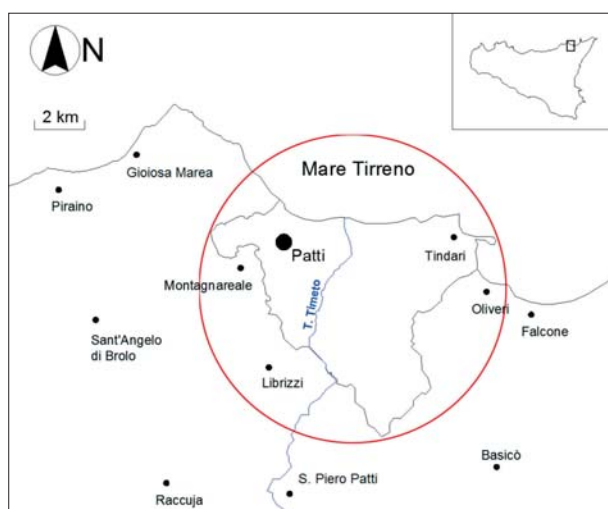 N
2 km
Mare Tirreno
Gioiosa Marea
Piraino
Patti
Tindari
Montagnareale
T. Timeto
Oliveri
Falcone
Sant'Angelo
di Brolo
Librizzi
Basicò
S. Piero Patti
Raccuja